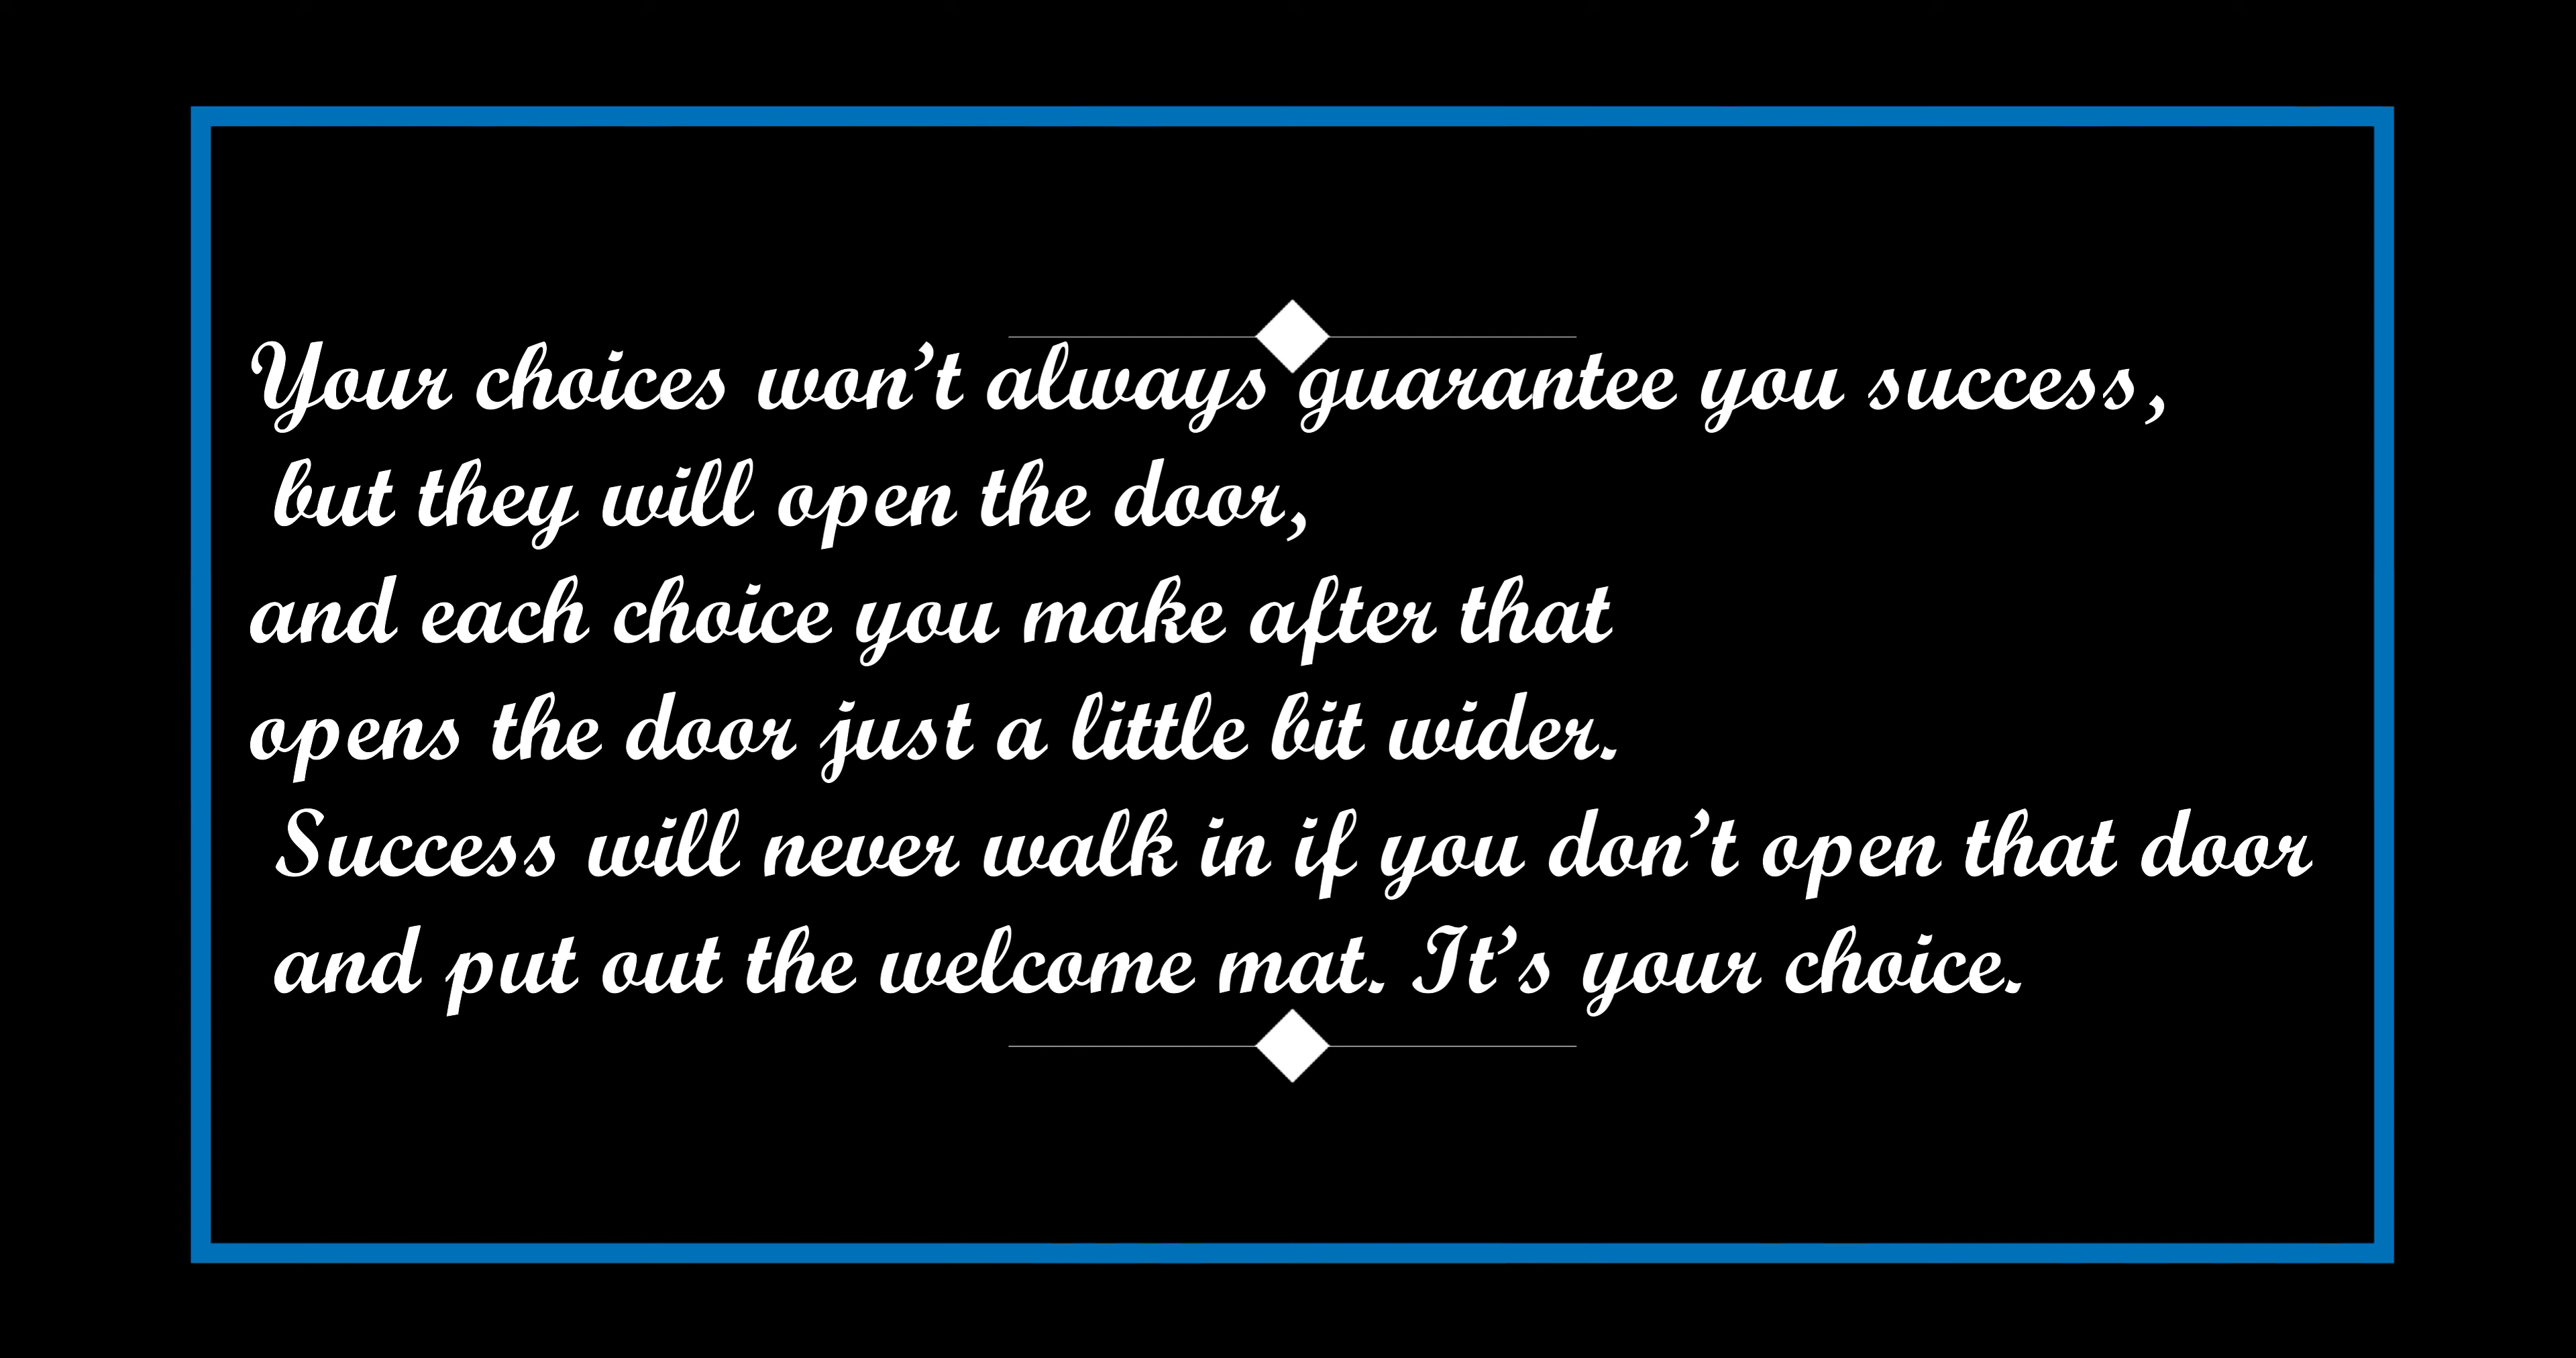 Your choices won’t always guarantee you success,
but they will open the door,
and each choice you make after that
opens the door just a little bit wider.
Success will never walk in if you don’t open that door
and put out the welcome mat. It’s your choice.